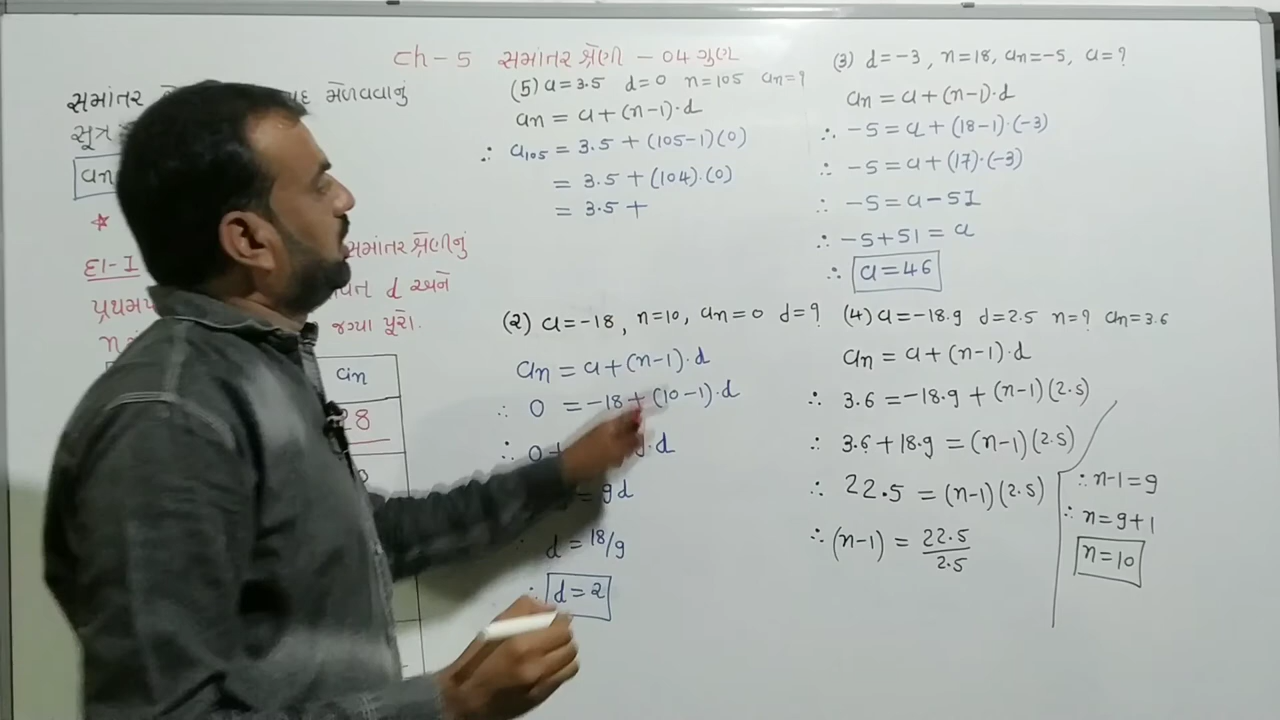 Ch-5 સમાંતર શ્રેણી - 04 ગુણ
સમાંતર મેળવવાનું
સૂત્ર
an
★
સમાંતર શ્રેણીનું
દા-1
d અને
જગ્યા પૂરો.
an
28
(5) a=3.5 d=0 n=105 an=?
an = a+(n-1)·d
∴ a105 = 3.5+(105-1)(0)
= 3.5+(104)·(0)
= 3.5+
(2) a=-18, n=10, an=0 d=?
an = a+(n-1)·d
∴ 0 = -18+(10-1)·d
∴ 0+ d
= 9d
∴ d = 18/9
∴ d=2
(3) d=-3, n=18, an=-5, a=?
an = a+(n-1)·d
∴ -5 = a+(18-1)·(-3)
∴ -5 = a+(17)·(-3)
∴ -5 = a-51
∴ -5+51 = a
∴ a=46
(4) a=-18.9 d=2.5 n=? an=3.6
an = a+(n-1)·d
∴ 3.6 = -18.9+(n-1)(2.5)
∴ 3.6+18.9 = (n-1)(2.5)
∴ 22.5 = (n-1)(2.5)
∴ (n-1) = 22.5/2.5
∴ n-1=9
∴ n=9+1
n=10